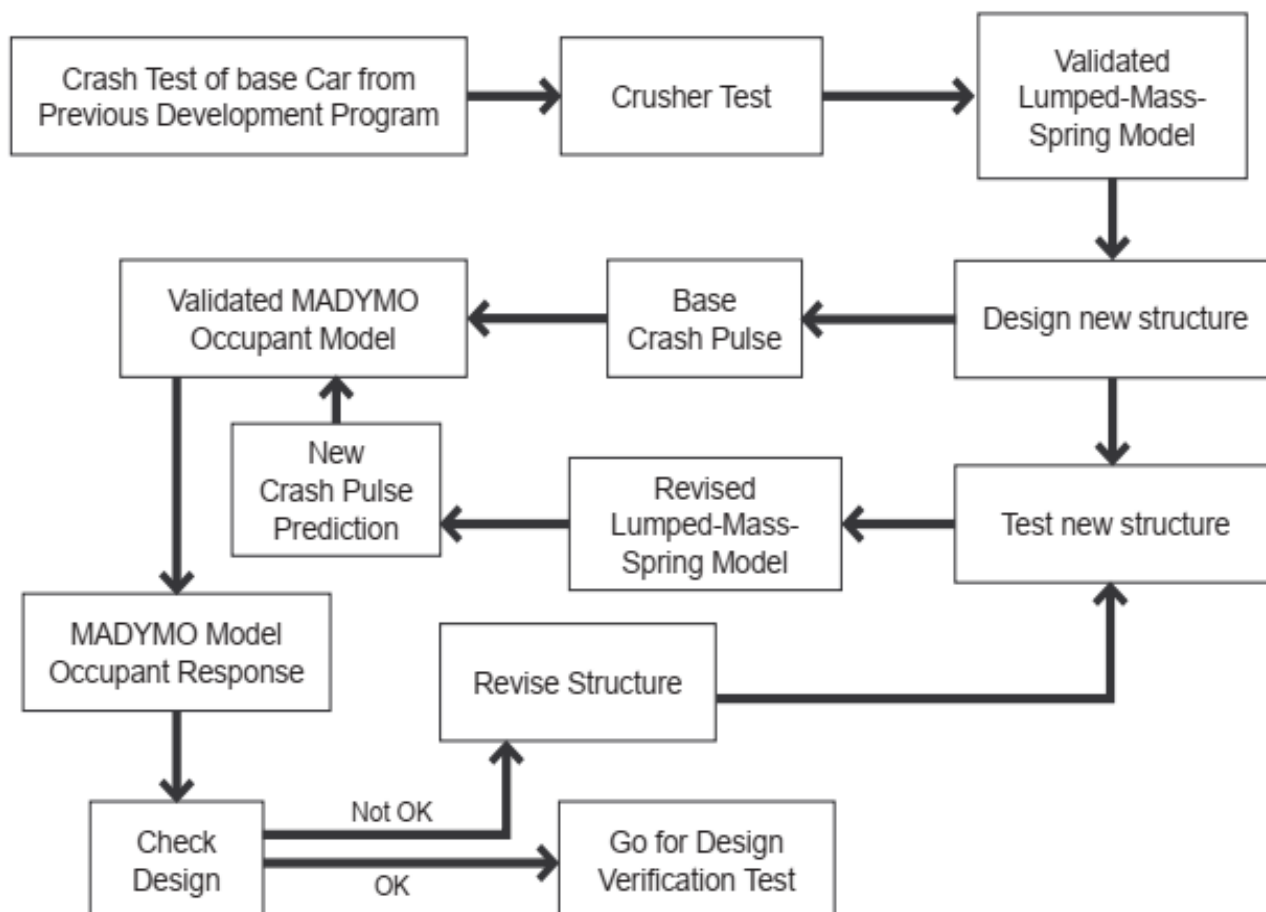 Crash Test of base Car from
Previous Development Program
Crusher Test
Validated
Lumped-Mass-
Spring Model
Validated MADYMO
Occupant Model
Base
Crash Pulse
Design new structure
New
Crash Pulse
Prediction
Revised
Lumped-Mass-
Spring Model
Test new structure
MADYMO Model
Occupant Response
Revise Structure
Check
Design
Not OK
OK
Go for Design
Verification Test